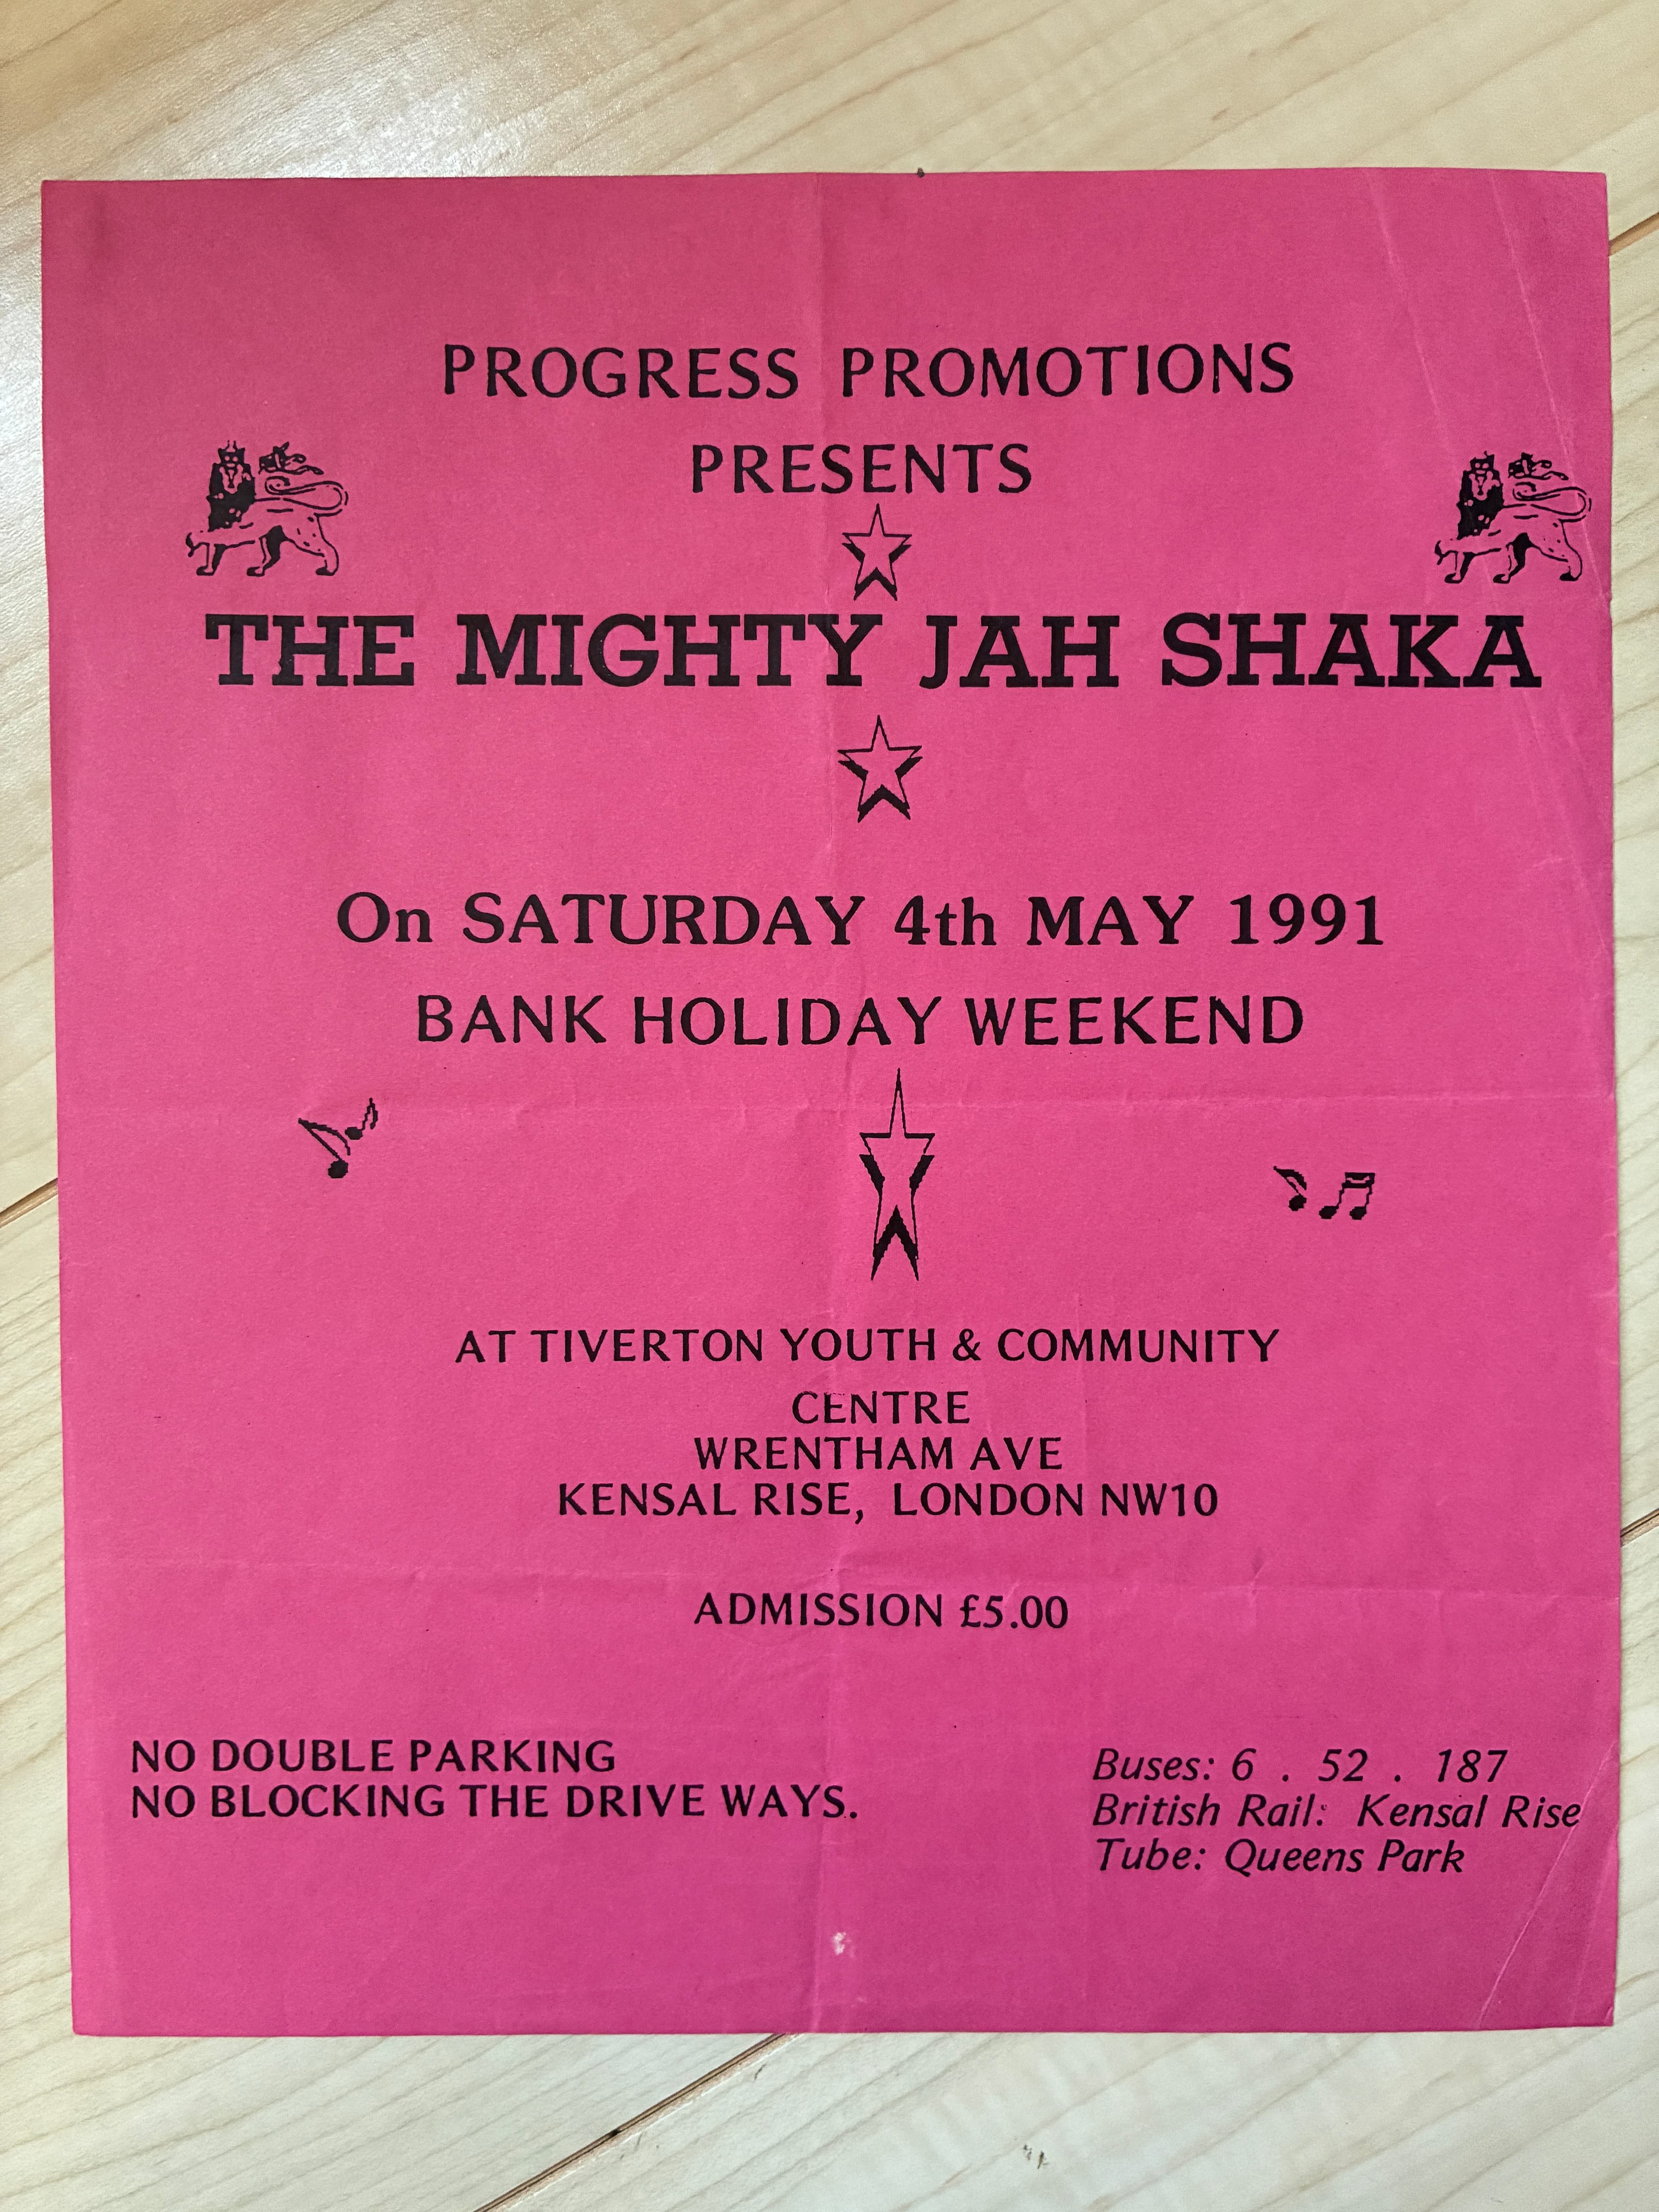 PROGRESS PROMOTIONS
PRESENTS
THE MIGHTY JAH SHAKA
On SATURDAY 4th MAY 1991
BANK HOLIDAY WEEKEND
AT TIVERTON YOUTH & COMMUNITY
CENTRE
WRENTHAM AVE
KENSAL RISE, LONDON NW10
ADMISSION £5.00
NO DOUBLE PARKING
NO BLOCKING THE DRIVE WAYS.
Buses: 6 . 52 . 187
British Rail: Kensal Rise
Tube: Queens Park